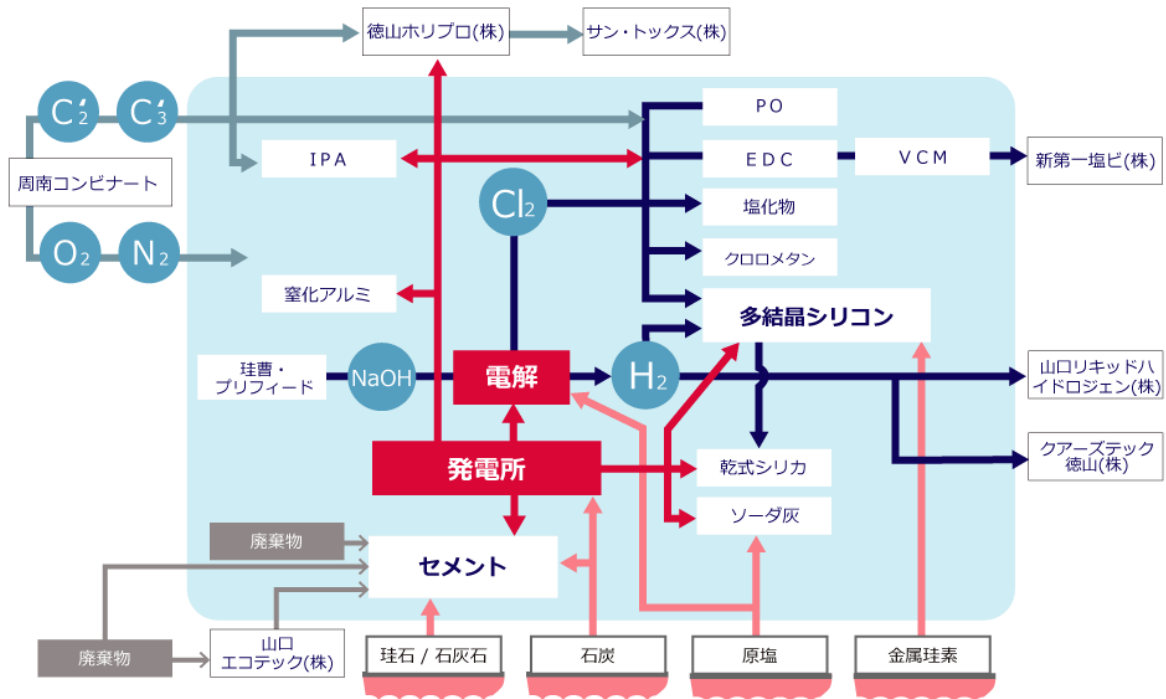 徳山ホリプロ(株)
サン・トックス(株)
C′2
C′3
PO
IPA
EDC
VCM
新第一塩ビ(株)
周南コンビナート
Cl2
塩化物
O2
N2
クロロメタン
窒化アルミ
多結晶シリコン
珪曹・
プリフィード
NaOH
電解
H2
山口リキッドハ
イドロジェン(株)
発電所
乾式シリカ
クアーズテック
徳山(株)
ソーダ灰
廃棄物
セメント
廃棄物
山口
エコテック(株)
珪石 / 石灰石
石炭
原塩
金属珪素